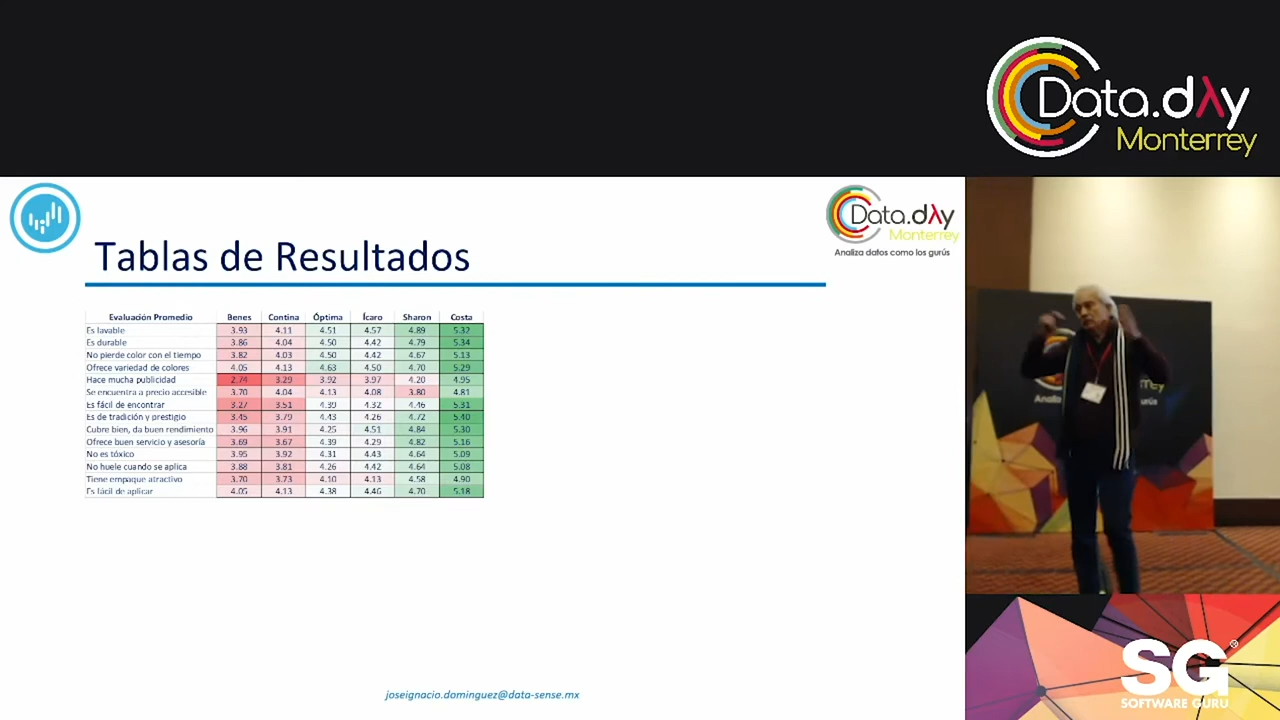 Data.dλy
Monterrey
Data.dλy
Monterrey
Analiza datos como los gurús
Tablas de Resultados
Evaluación Promedio Benes Contina Óptima Ícaro Sharon Costa
Es lavable 3.93 4.11 4.51 4.57 4.89 5.32
Es durable 3.86 4.04 4.50 4.42 4.79 5.34
No pierde color con el tiempo 3.82 4.03 4.50 4.42 4.67 5.13
Ofrece variedad de colores 4.05 4.13 4.63 4.50 4.70 5.29
Hace mucha publicidad 2.74 3.29 3.92 3.97 4.20 4.95
Se encuentra a precio accesible 3.70 4.04 4.13 4.08 3.80 4.81
Es fácil de encontrar 3.27 3.51 4.39 4.32 4.46 5.31
Es de tradición y prestigio 3.45 3.79 4.43 4.26 4.72 5.40
Cubre bien, da buen rendimiento 3.96 3.91 4.25 4.51 4.84 5.30
Ofrece buen servicio y asesoría 3.69 3.67 4.39 4.29 4.82 5.16
No es tóxico 3.95 3.92 4.31 4.43 4.64 5.09
No huele cuando se aplica 3.88 3.81 4.26 4.42 4.64 5.08
Tiene empaque atractivo 3.70 3.73 4.10 4.13 4.58 4.90
Es fácil de aplicar 4.05 4.13 4.38 4.46 4.70 5.18
joseignacio.dominguez@data-sense.mx
SG
SOFTWARE GURU